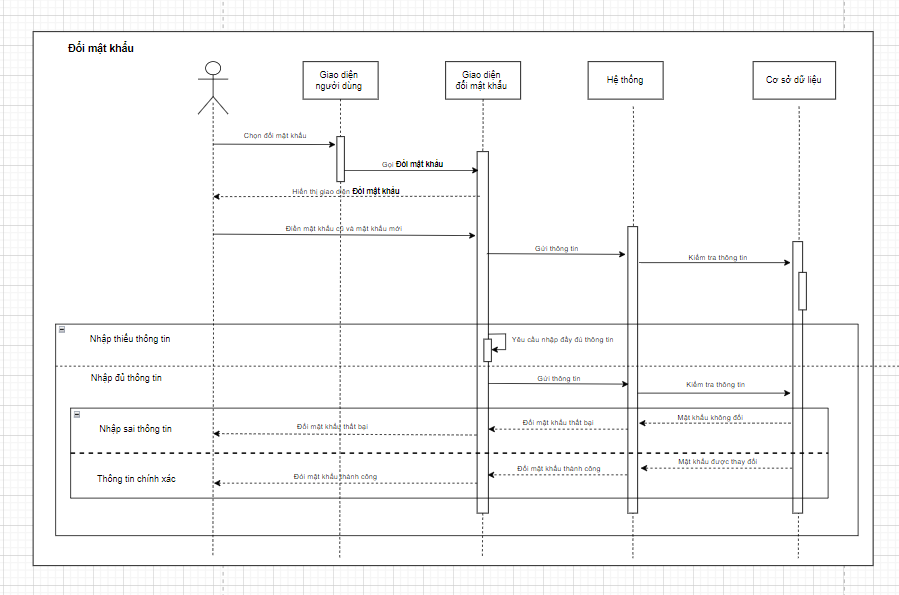 Đổi mật khẩu
Giao diện
người dùng
Giao diện
đổi mật khẩu
Hệ thống
Cơ sở dữ liệu
Chọn đổi mật khẩu
Gọi Đổi mật khẩu
Hiển thị giao diện Đổi mật khẩu
Điền mật khẩu cũ và mật khẩu mới
Gửi thông tin
Kiểm tra thông tin
Nhập thiếu thông tin
Yêu cầu nhập đầy đủ thông tin
Nhập đủ thông tin
Gửi thông tin
Kiểm tra thông tin
Nhập sai thông tin
Đổi mật khẩu thất bại
Đổi mật khẩu thất bại
Mật khẩu không đổi
Thông tin chính xác
Đổi mật khẩu thành công
Đổi mật khẩu thành công
Mật khẩu được thay đổi